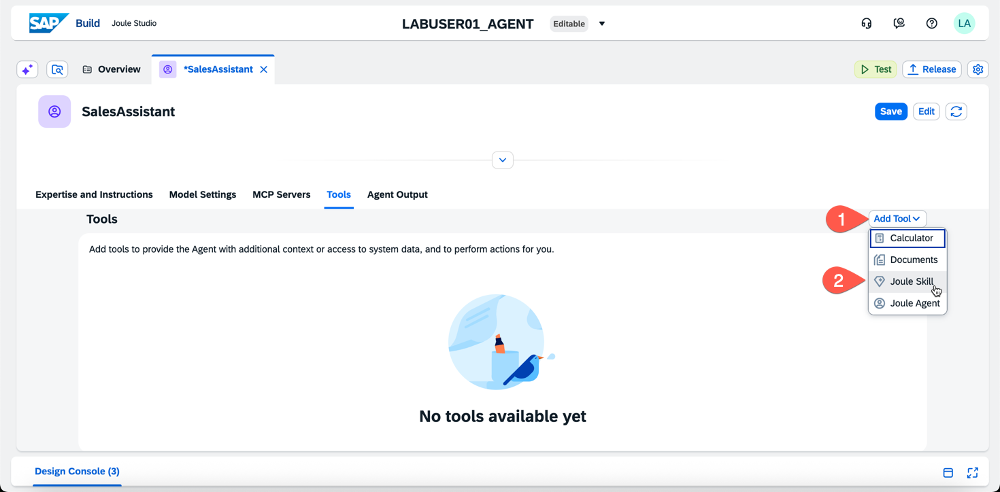 SAP Build Joule Studio LABUSER01_AGENT Editable LA
Overview *SalesAssistant Test Release
SalesAssistant Save Edit
Expertise and Instructions Model Settings MCP Servers Tools Agent Output
Tools 1 Add Tool
Calculator
Add tools to provide the Agent with additional context or access to system data, and to perform actions for you.
Documents
2 Joule Skill
Joule Agent
No tools available yet
Design Console (3)